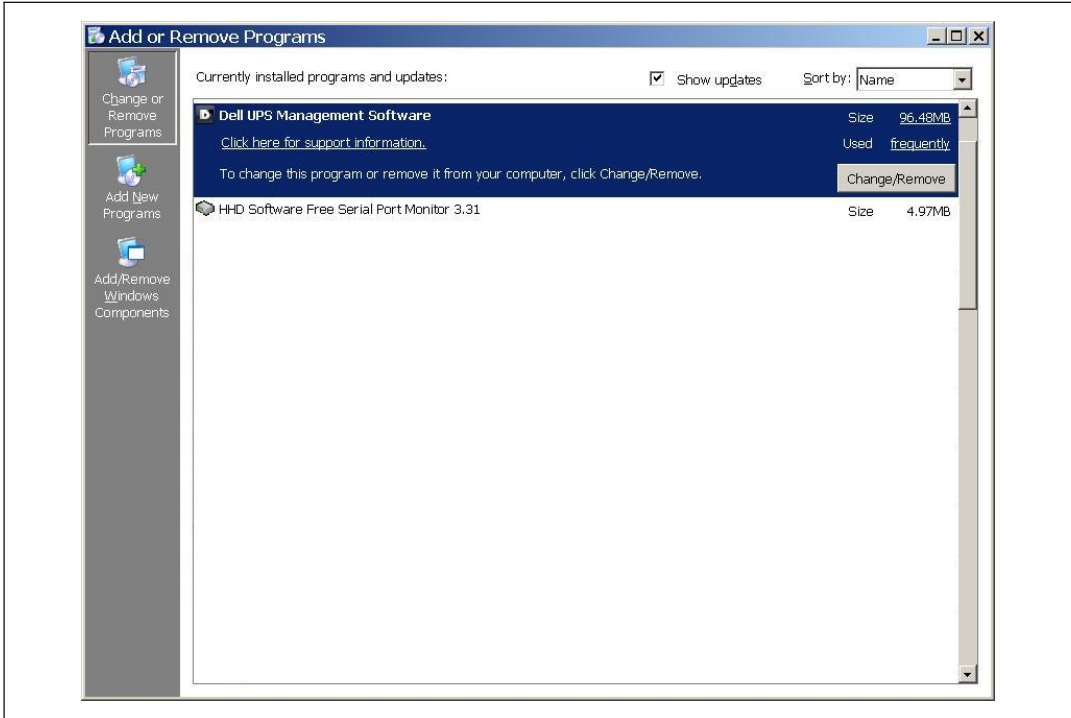 Add or Remove Programs
Change or
Remove
Programs
Add New
Programs
Add/Remove
Windows
Components
Currently installed programs and updates:
Show updates
Sort by: Name
Dell UPS Management Software
Size 96.48MB
Click here for support information.
Used frequently
To change this program or remove it from your computer, click Change/Remove.
Change/Remove
HHD Software Free Serial Port Monitor 3.31
Size 4.97MB